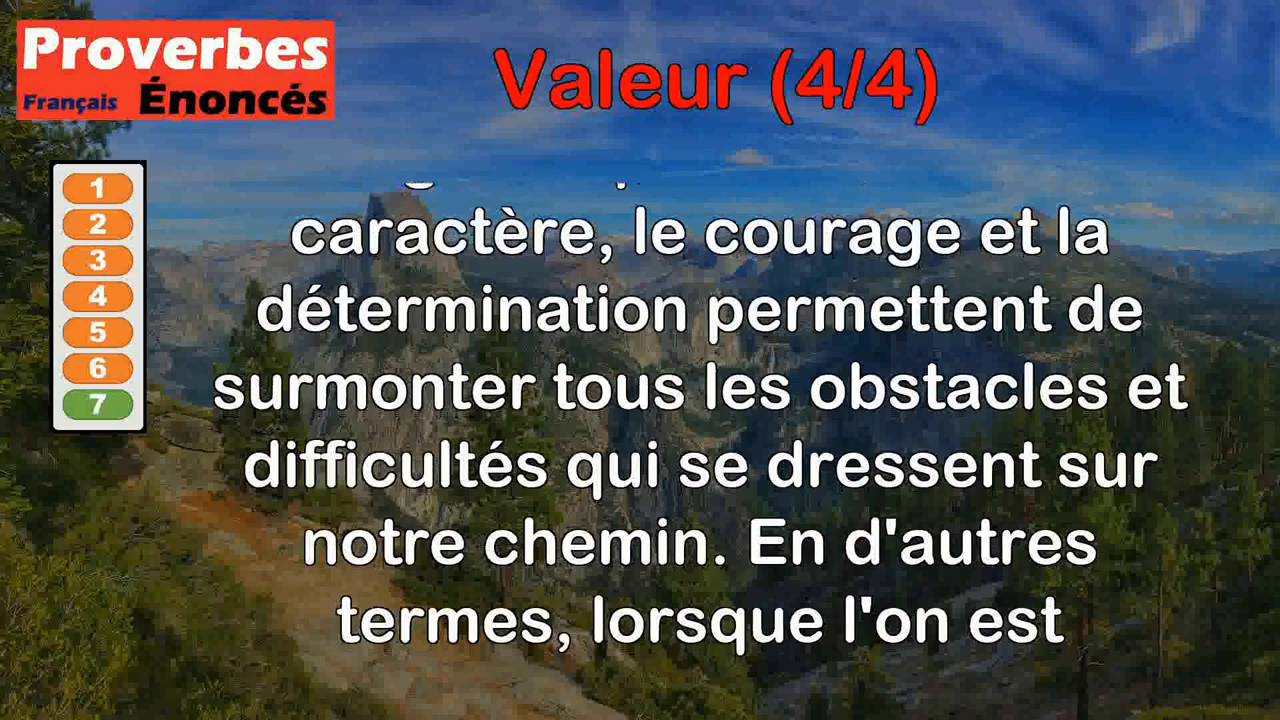 Proverbes
Français Énoncés
Valeur (4/4)
1
2
3
4
5
6
7
caractère, le courage et la
détermination permettent de
surmonter tous les obstacles et
difficultés qui se dressent sur
notre chemin. En d'autres
termes, lorsque l'on est